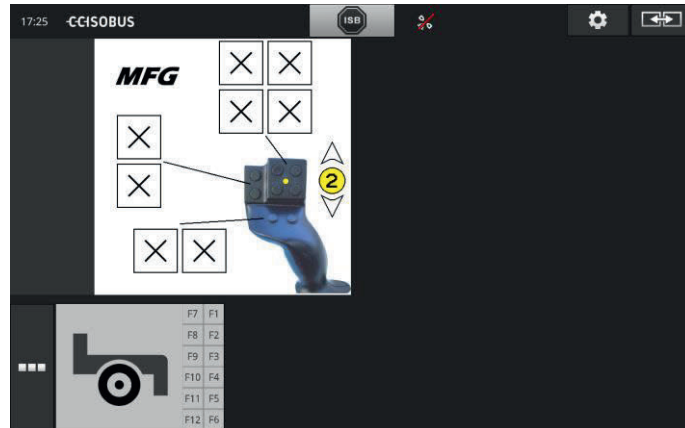 17:25 CCISOBUS
ISB
MFG
2
F7 F1
F8 F2
F9 F3
F10 F4
F11 F5
F12 F6